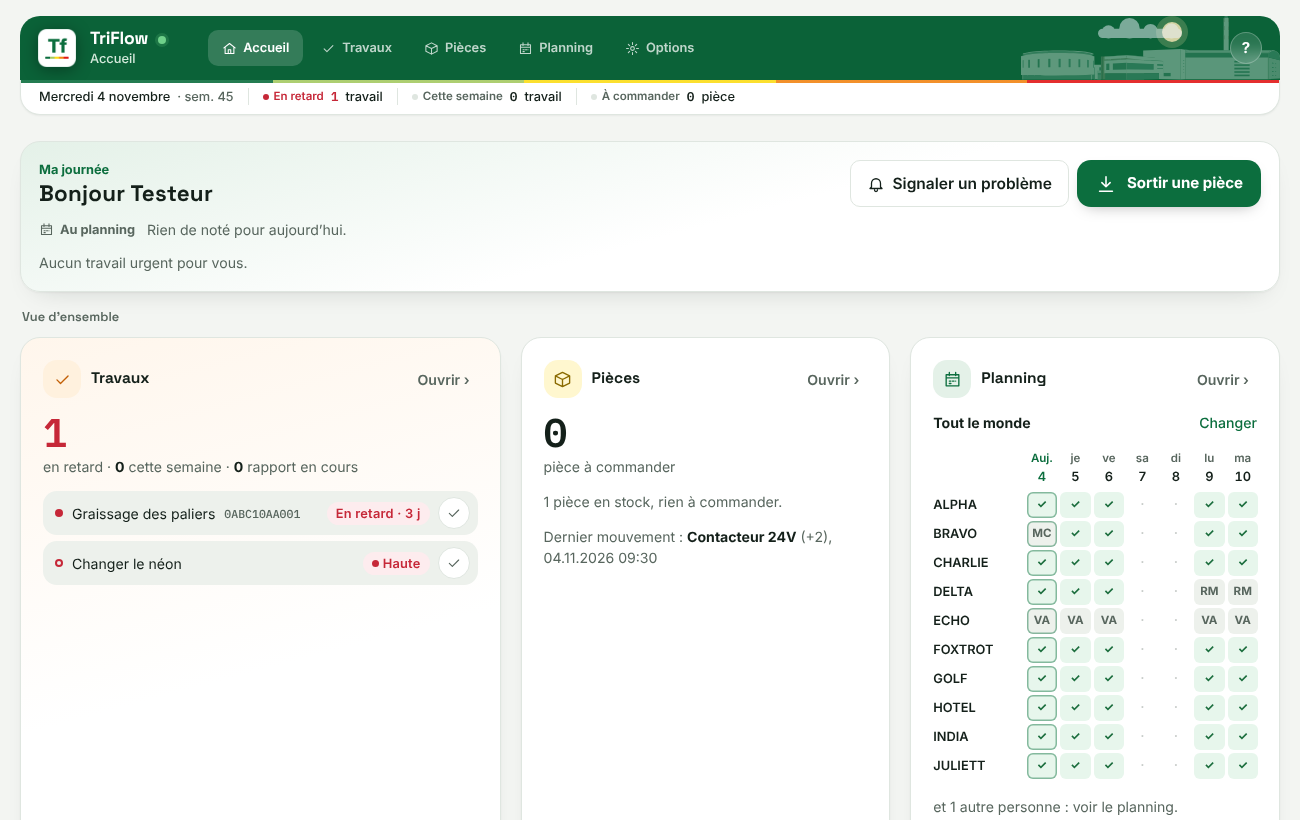 Tf TriFlow
Accueil
Accueil Travaux Pièces Planning Options ?
Mercredi 4 novembre · sem. 45 En retard 1 travail Cette semaine 0 travail À commander 0 pièce
Ma journée
Bonjour Testeur
Signaler un problème Sortir une pièce
Au planning Rien de noté pour aujourd’hui.
Aucun travail urgent pour vous.
Vue d’ensemble
Travaux Ouvrir ›
1
en retard · 0 cette semaine · 0 rapport en cours
Graissage des paliers 0ABC10AA001 En retard · 3 j
Changer le néon Haute
Pièces Ouvrir ›
0
pièce à commander
1 pièce en stock, rien à commander.
Dernier mouvement : Contacteur 24V (+2),
04.11.2026 09:30
Planning Ouvrir ›
Tout le monde Changer
Auj. je ve sa di lu ma
4 5 6 7 8 9 10
ALPHA ✓ ✓ ✓ · · ✓ ✓
BRAVO MC ✓ ✓ · · ✓ ✓
CHARLIE ✓ ✓ ✓ · · ✓ ✓
DELTA ✓ ✓ ✓ · · RM RM
ECHO VA VA VA · · VA VA
FOXTROT ✓ ✓ ✓ · · ✓ ✓
GOLF ✓ ✓ ✓ · · ✓ ✓
HOTEL ✓ ✓ ✓ · · ✓ ✓
INDIA ✓ ✓ ✓ · · ✓ ✓
JULIETT ✓ ✓ ✓ · · ✓ ✓
et 1 autre personne : voir le planning.